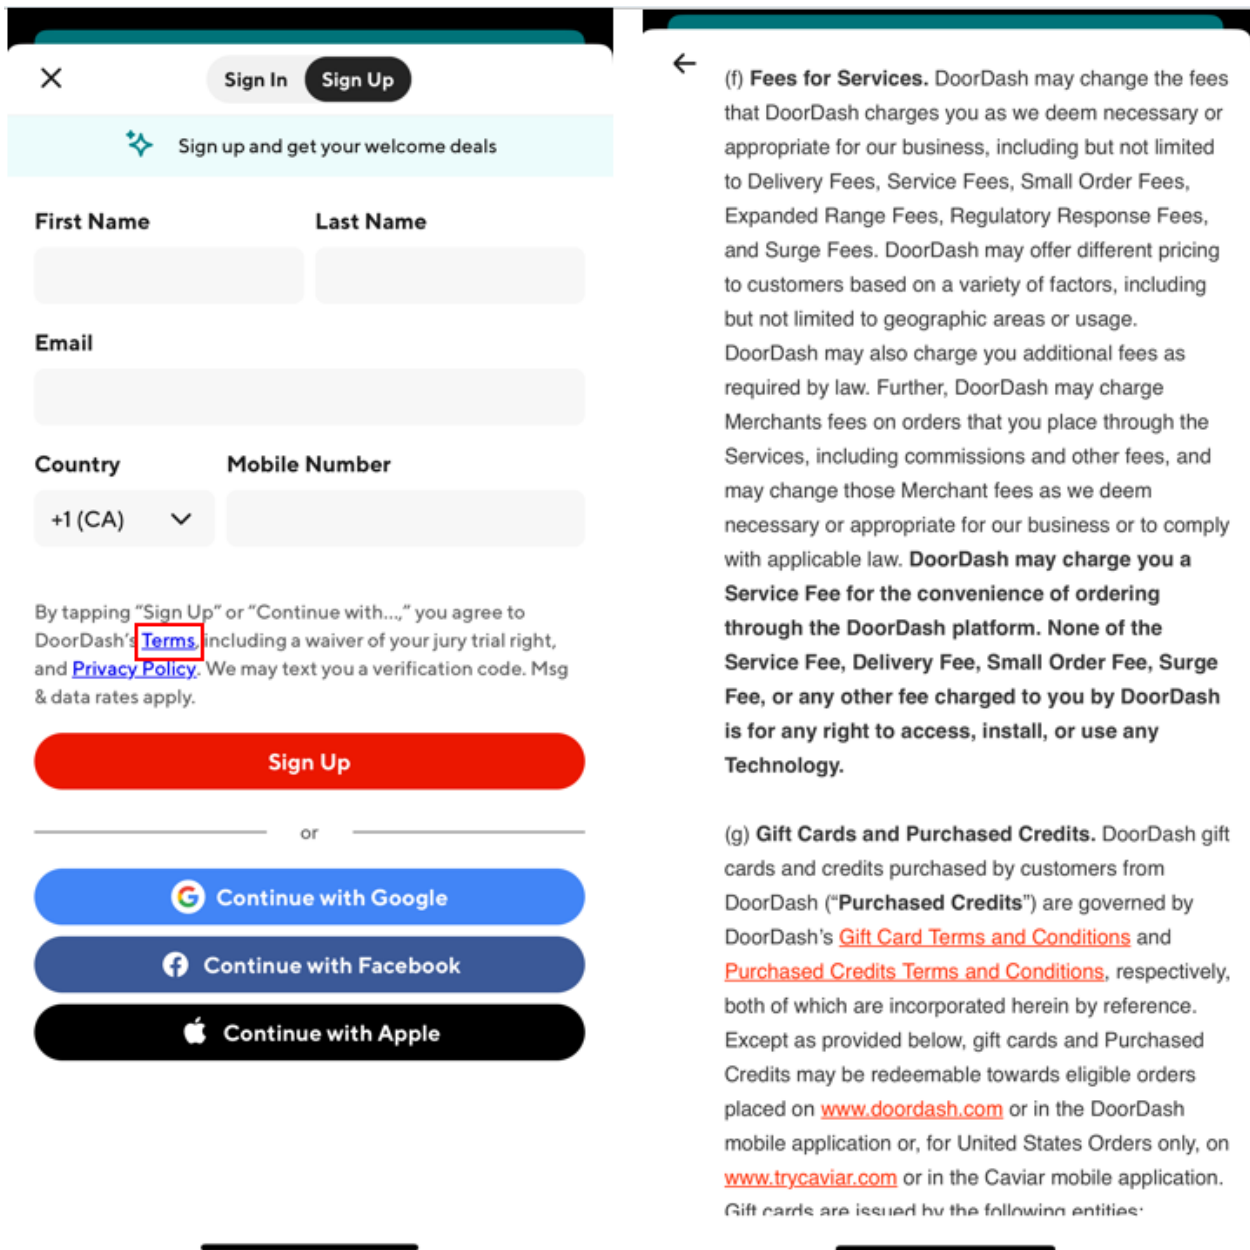 Sign In
Sign Up
Sign up and get your welcome deals
First Name
Last Name
Email
Country
Mobile Number
+1 (CA)
By tapping “Sign Up” or “Continue with...,” you agree to
DoorDash’s Terms, including a waiver of your jury trial right,
and Privacy Policy. We may text you a verification code. Msg
& data rates apply.
Sign Up
or
Continue with Google
Continue with Facebook
Continue with Apple
(f) Fees for Services. DoorDash may change the fees
that DoorDash charges you as we deem necessary or
appropriate for our business, including but not limited
to Delivery Fees, Service Fees, Small Order Fees,
Expanded Range Fees, Regulatory Response Fees,
and Surge Fees. DoorDash may offer different pricing
to customers based on a variety of factors, including
but not limited to geographic areas or usage.
DoorDash may also charge you additional fees as
required by law. Further, DoorDash may charge
Merchants fees on orders that you place through the
Services, including commissions and other fees, and
may change those Merchant fees as we deem
necessary or appropriate for our business or to comply
with applicable law. DoorDash may charge you a
Service Fee for the convenience of ordering
through the DoorDash platform. None of the
Service Fee, Delivery Fee, Small Order Fee, Surge
Fee, or any other fee charged to you by DoorDash
is for any right to access, install, or use any
Technology.
(g) Gift Cards and Purchased Credits. DoorDash gift
cards and credits purchased by customers from
DoorDash (“Purchased Credits”) are governed by
DoorDash’s Gift Card Terms and Conditions and
Purchased Credits Terms and Conditions, respectively,
both of which are incorporated herein by reference.
Except as provided below, gift cards and Purchased
Credits may be redeemable towards eligible orders
placed on www.doordash.com or in the DoorDash
mobile application or, for United States Orders only, on
www.trycaviar.com or in the Caviar mobile application.
Gift cards are issued by the following entities: